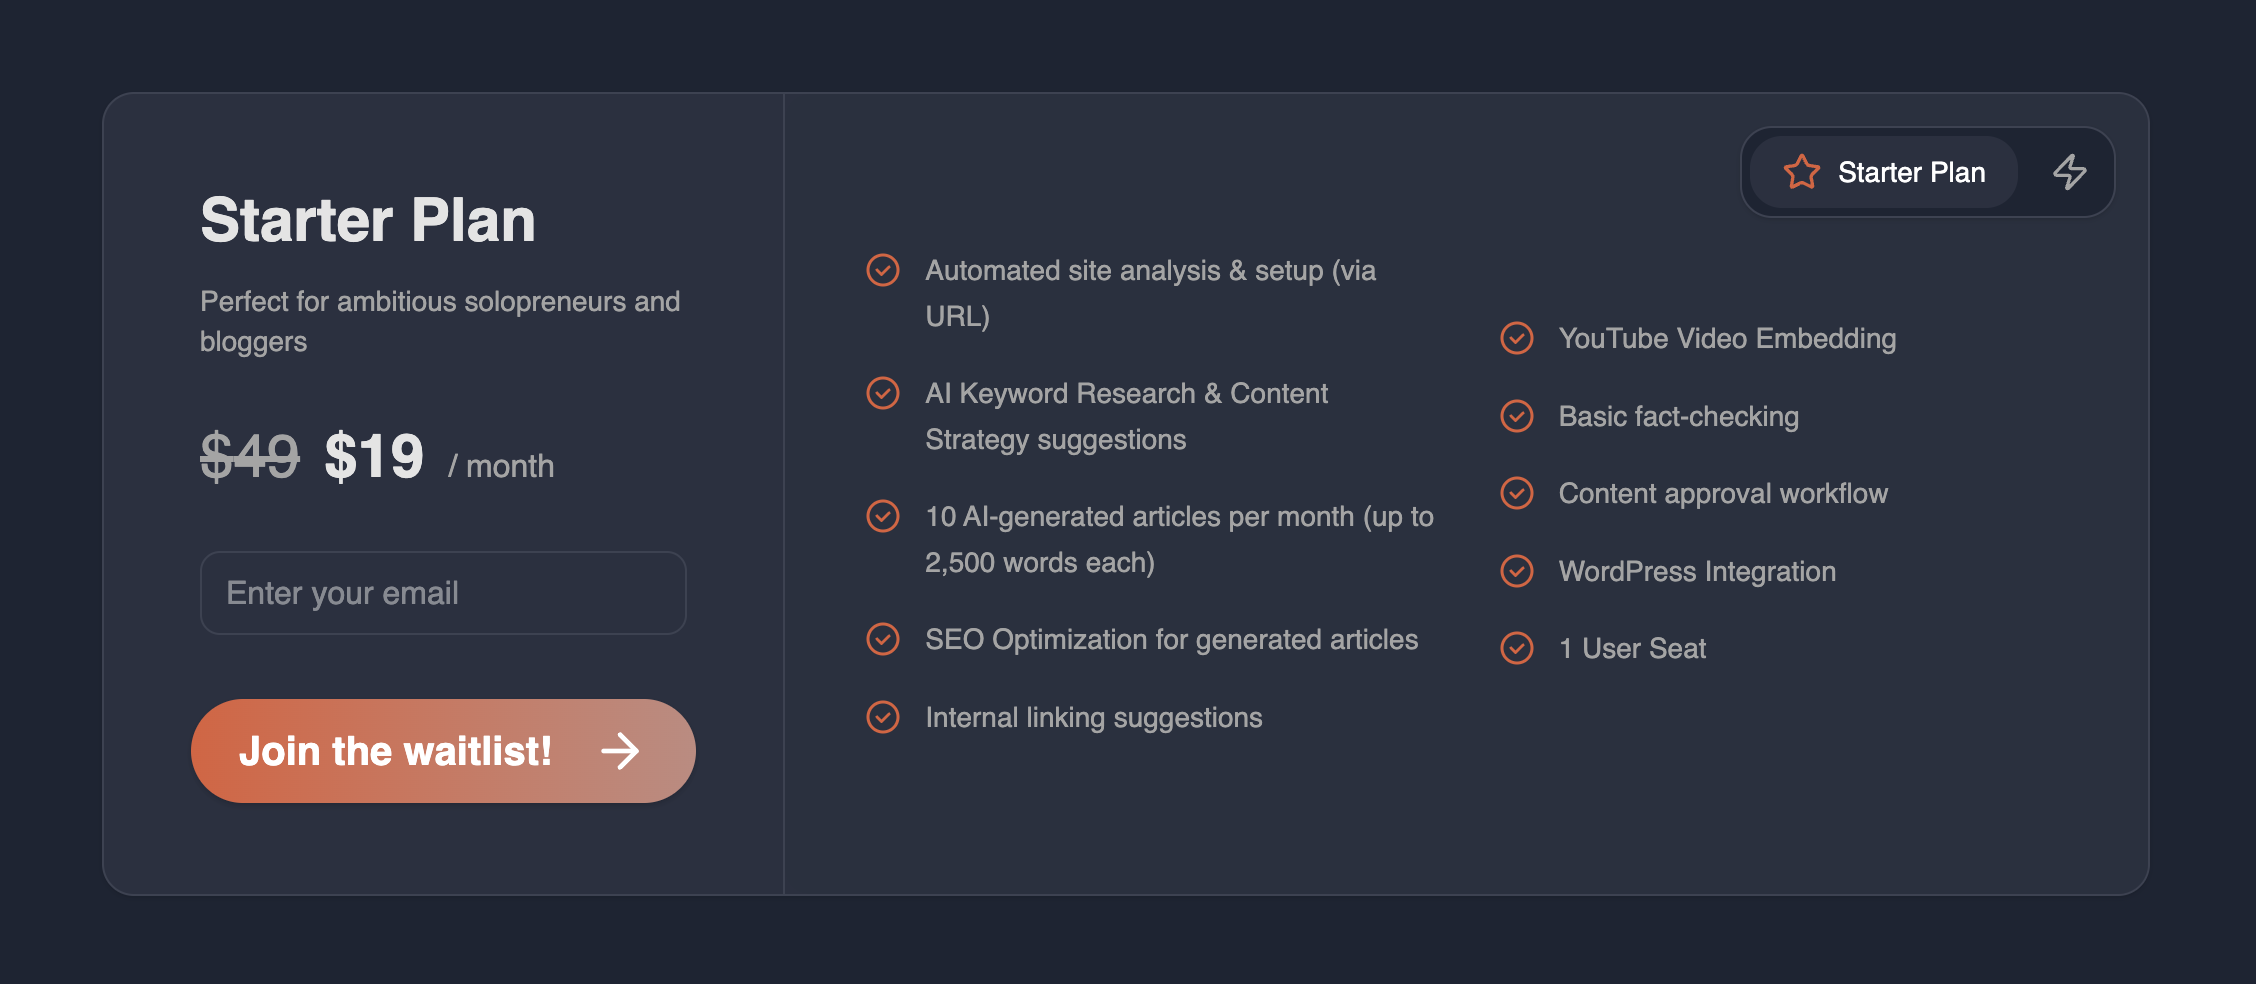 Starter Plan
Perfect for ambitious solopreneurs and
bloggers
$49 $19 / month
Enter your email
Join the waitlist!
Starter Plan
Automated site analysis & setup (via
URL)
AI Keyword Research & Content
Strategy suggestions
10 AI-generated articles per month (up to
2,500 words each)
SEO Optimization for generated articles
Internal linking suggestions
YouTube Video Embedding
Basic fact-checking
Content approval workflow
WordPress Integration
1 User Seat